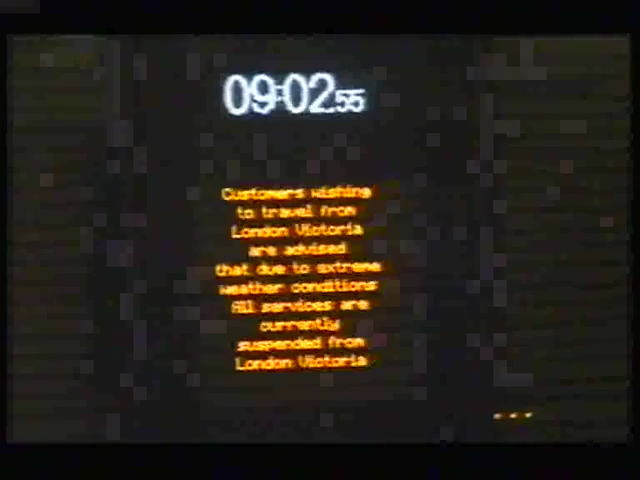 09:02.55
Customers wishing
to travel from
London Victoria
are advised
that due to extreme
weather conditions
All services are
currently
suspended from
London Victoria
...